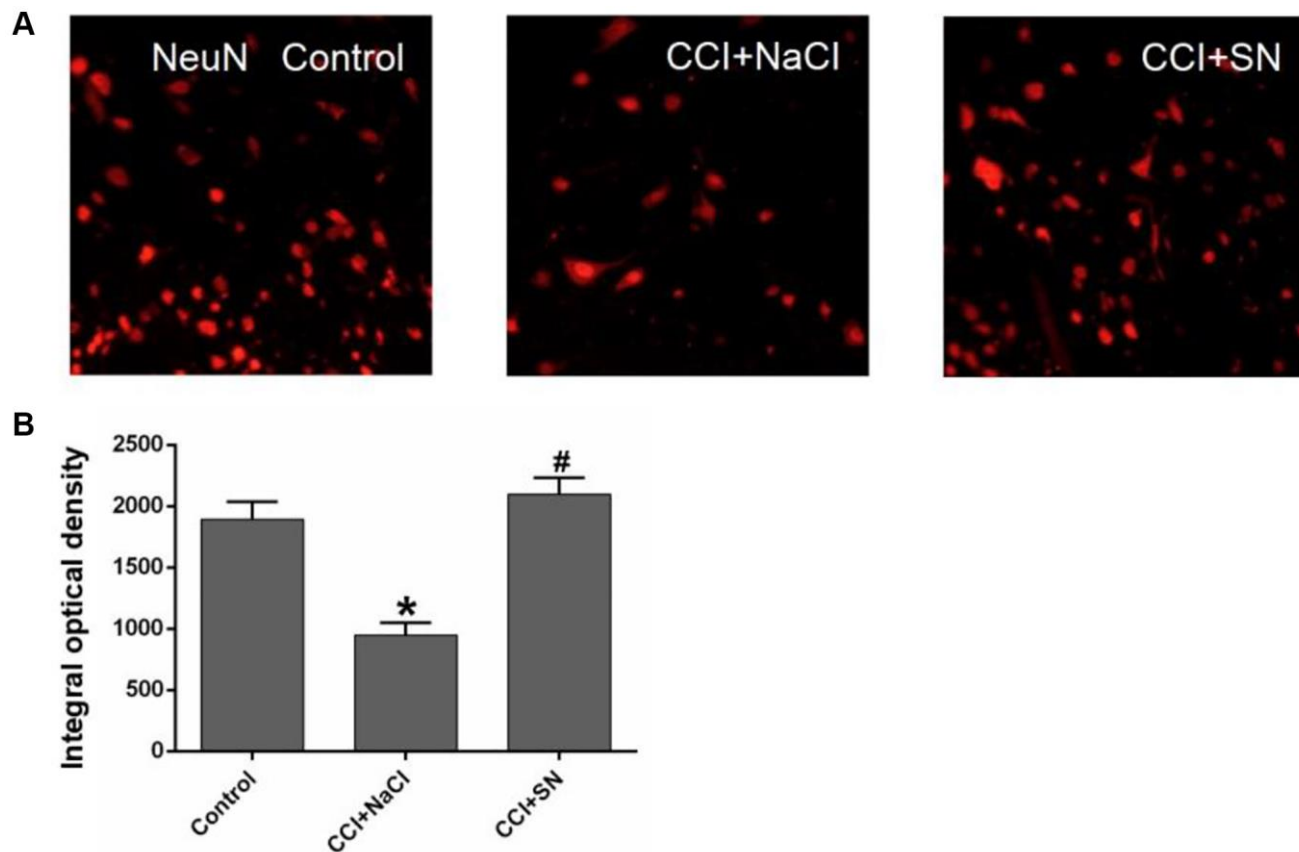 A
NeuN Control
CCI+NaCl
CCI+SN
B
Integral optical density
2500
2000
1500
1000
500
0
*
#
Control
CCI+NaCl
CCI+SN